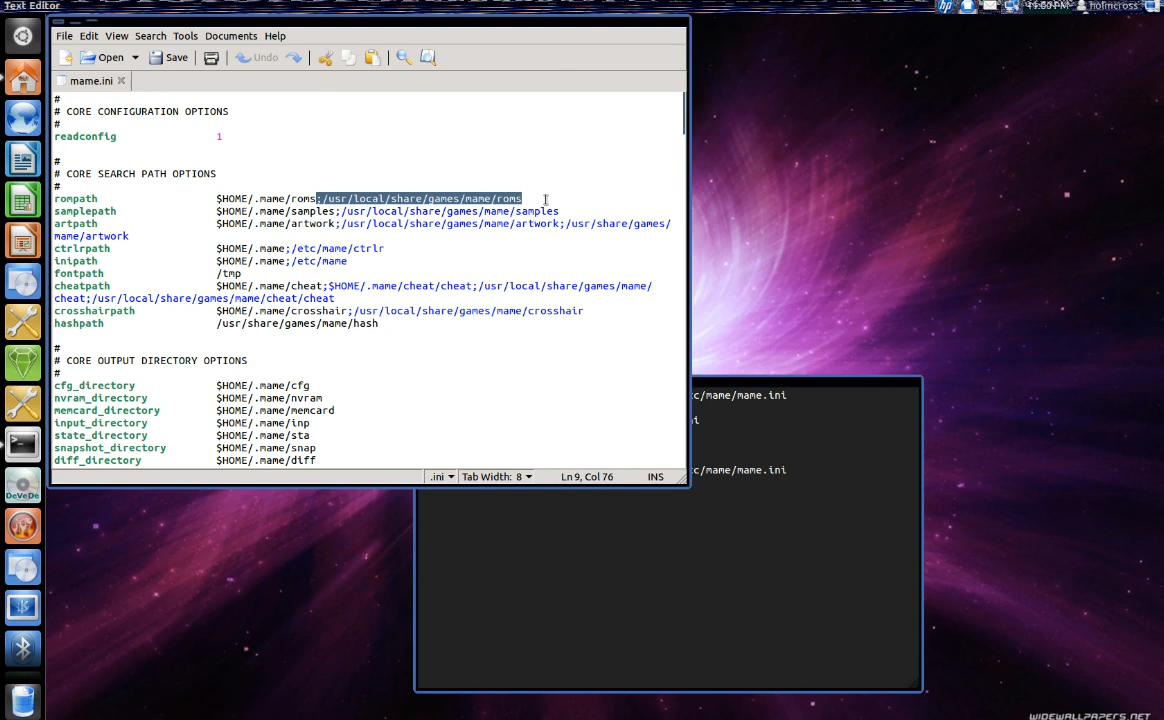 Text Editor
hp
holmcross
File Edit View Search Tools Documents Help
Open Save Undo
mame.ini
#
# CORE CONFIGURATION OPTIONS
#
readconfig 1
#
# CORE SEARCH PATH OPTIONS
#
rompath $HOME/.mame/roms;/usr/local/share/games/mame/roms
samplepath $HOME/.mame/samples;/usr/local/share/games/mame/samples
artpath $HOME/.mame/artwork;/usr/local/share/games/mame/artwork;/usr/share/games/
mame/artwork
ctrlrpath $HOME/.mame;/etc/mame/ctrlr
inipath $HOME/.mame;/etc/mame
fontpath /tmp
cheatpath $HOME/.mame/cheat;$HOME/.mame/cheat/cheat;/usr/local/share/games/mame/
cheat;/usr/local/share/games/mame/cheat/cheat
crosshairpath $HOME/.mame/crosshair;/usr/local/share/games/mame/crosshair
hashpath /usr/share/games/mame/hash
#
# CORE OUTPUT DIRECTORY OPTIONS
#
cfg_directory $HOME/.mame/cfg
nvram_directory $HOME/.mame/nvram
memcard_directory $HOME/.mame/memcard
input_directory $HOME/.mame/inp
state_directory $HOME/.mame/sta
snapshot_directory $HOME/.mame/snap
diff_directory $HOME/.mame/diff
.ini Tab Width: 8 Ln 9, Col 76 INS
c/mame/mame.ini
ni
c/mame/mame.ini
DeVeDe
WIDEWALLPAPERS.NET